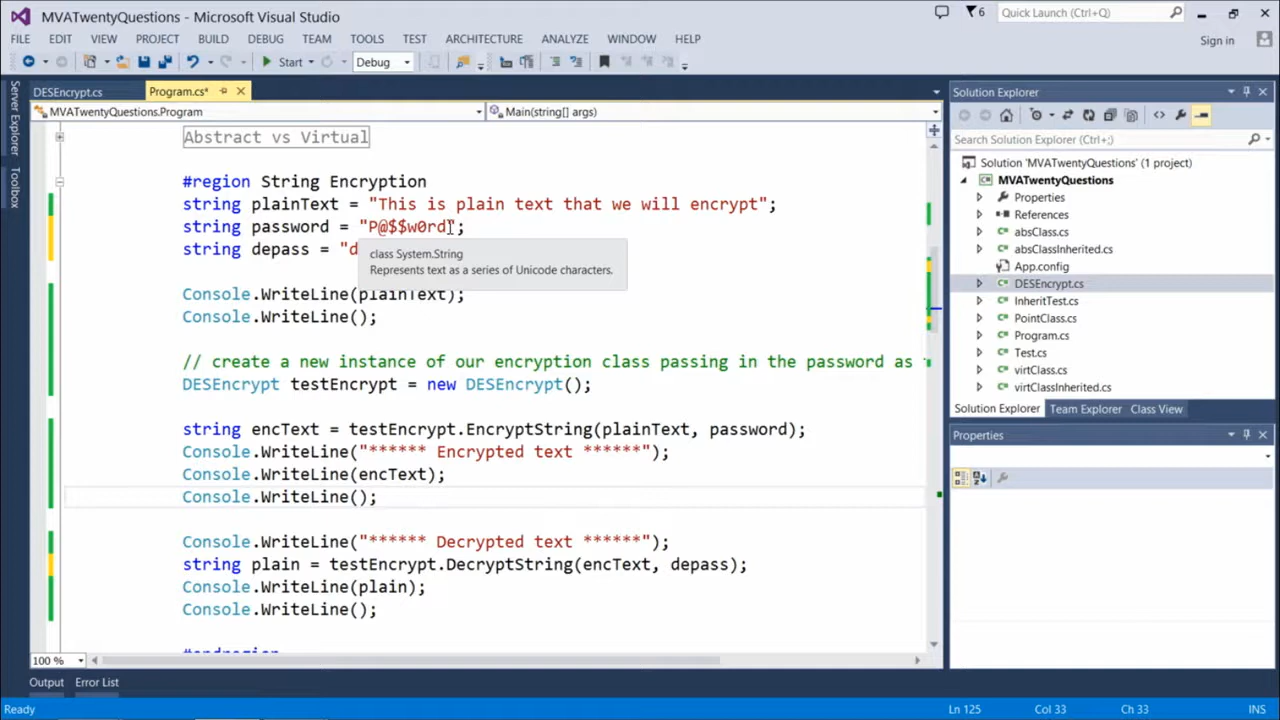 MVATwentyQuestions - Microsoft Visual Studio
6
Quick Launch (Ctrl+Q)
FILE EDIT VIEW PROJECT BUILD DEBUG TEAM TOOLS TEST ARCHITECTURE ANALYZE WINDOW HELP
Sign in
Start Debug
Server Explorer
Toolbox
DESEncrypt.cs Program.cs*
MVATwentyQuestions.Program Main(string[] args)
Abstract vs Virtual
#region String Encryption
string plainText = "This is plain text that we will encrypt";
string password = "P@$$w0rd";
string depass = "d
class System.String
Represents text as a series of Unicode characters.
Console.WriteLine(plainText);
Console.WriteLine();
// create a new instance of our encryption class passing in the password as
DESEncrypt testEncrypt = new DESEncrypt();
string encText = testEncrypt.EncryptString(plainText, password);
Console.WriteLine("****** Encrypted text ******");
Console.WriteLine(encText);
Console.WriteLine();
Console.WriteLine("****** Decrypted text ******");
string plain = testEncrypt.DecryptString(encText, depass);
Console.WriteLine(plain);
Console.WriteLine();
#endregion
100 %
Solution Explorer
Search Solution Explorer (Ctrl+;)
Solution 'MVATwentyQuestions' (1 project)
MVATwentyQuestions
Properties
References
absClass.cs
absClassInherited.cs
App.config
DESEncrypt.cs
InheritTest.cs
PointClass.cs
Program.cs
Test.cs
virtClass.cs
virtClassInherited.cs
Solution Explorer Team Explorer Class View
Properties
Output Error List
Ready Ln 125 Col 33 Ch 33 INS